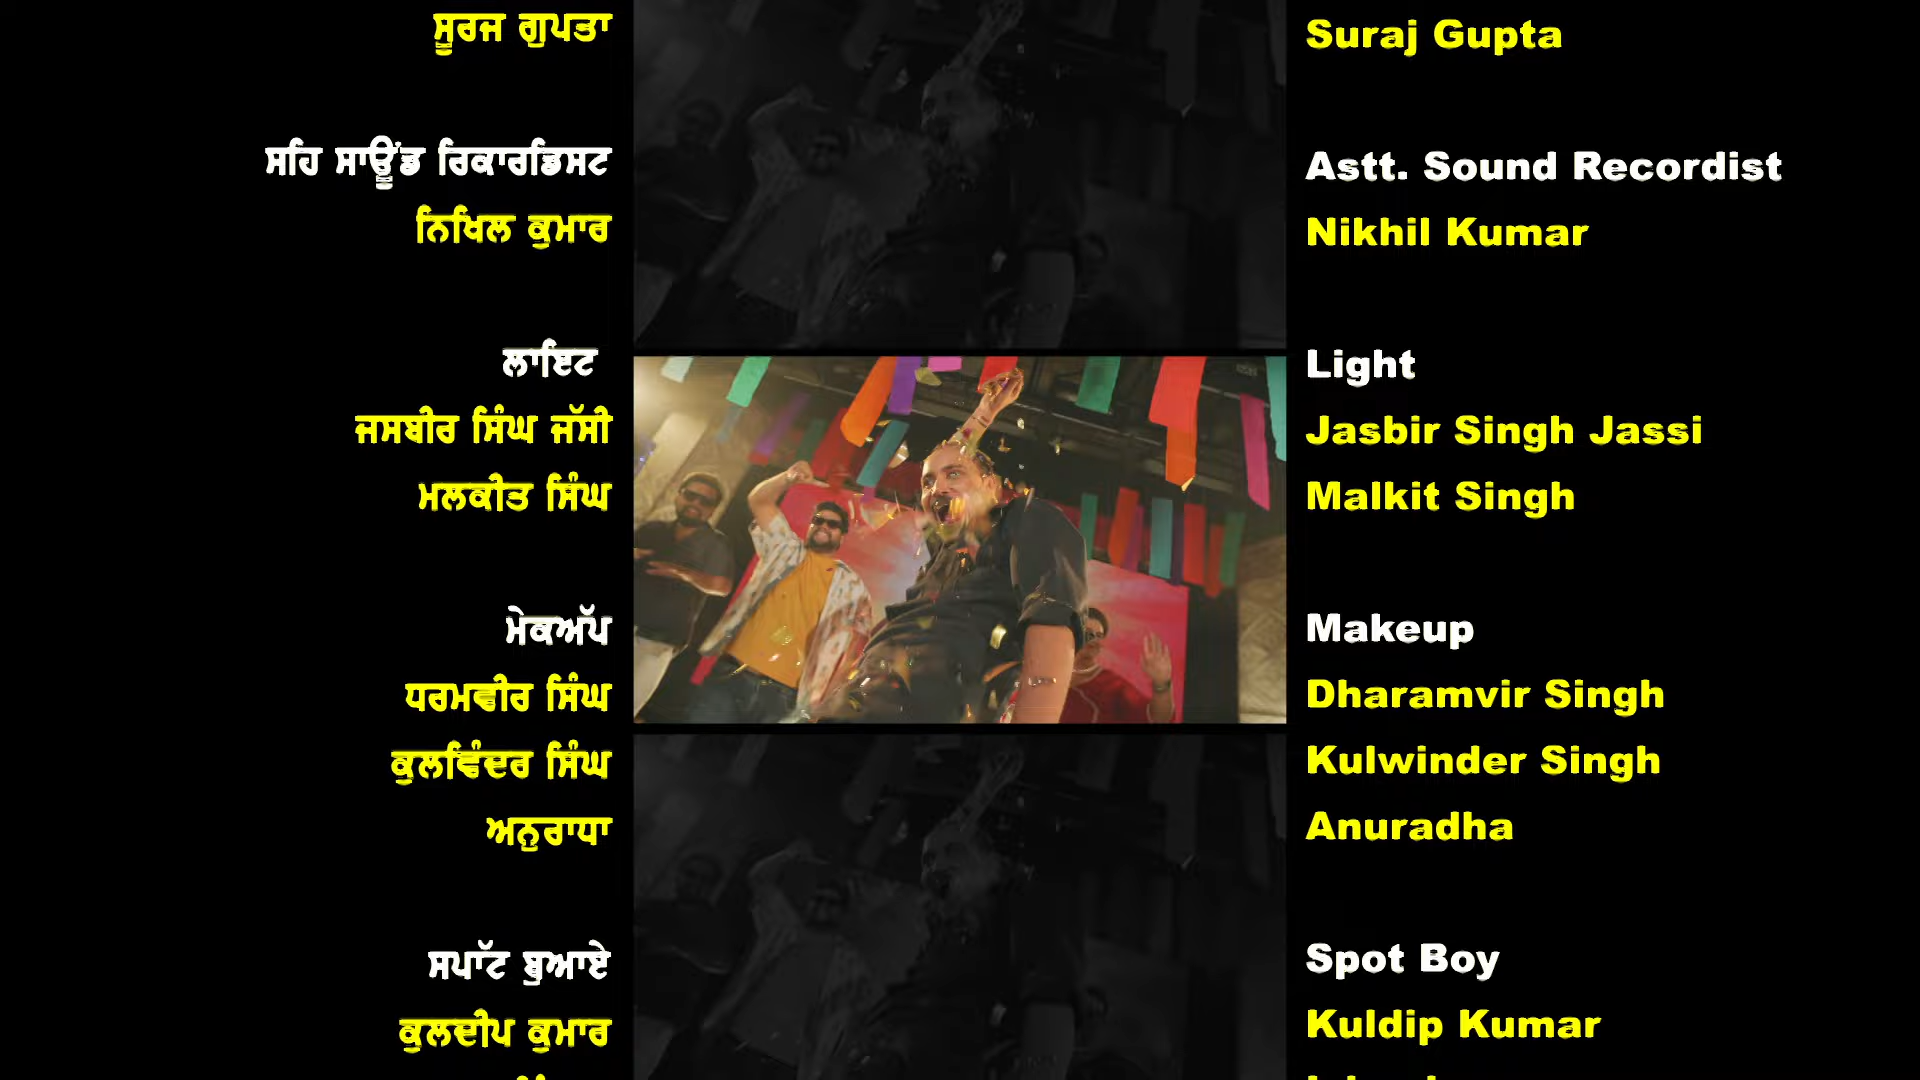 ਸੂਰਜ ਗੁਪਤਾ
ਸਹਿ ਸਾਊਂਡ ਰਿਕਾਰਡਿਸਟ
ਨਿਖਿਲ ਕੁਮਾਰ
ਲਾਇਟ
ਜਸਬੀਰ ਸਿੰਘ ਜੱਸੀ
ਮਲਕੀਤ ਸਿੰਘ
ਮੇਕਅੱਪ
ਧਰਮਵੀਰ ਸਿੰਘ
ਕੁਲਵਿੰਦਰ ਸਿੰਘ
ਅਨੁਰਾਧਾ
ਸਪਾੱਟ ਬੁਆਏ
ਕੁਲਦੀਪ ਕੁਮਾਰ
Suraj Gupta
Astt. Sound Recordist
Nikhil Kumar
Light
Jasbir Singh Jassi
Malkit Singh
Makeup
Dharamvir Singh
Kulwinder Singh
Anuradha
Spot Boy
Kuldip Kumar